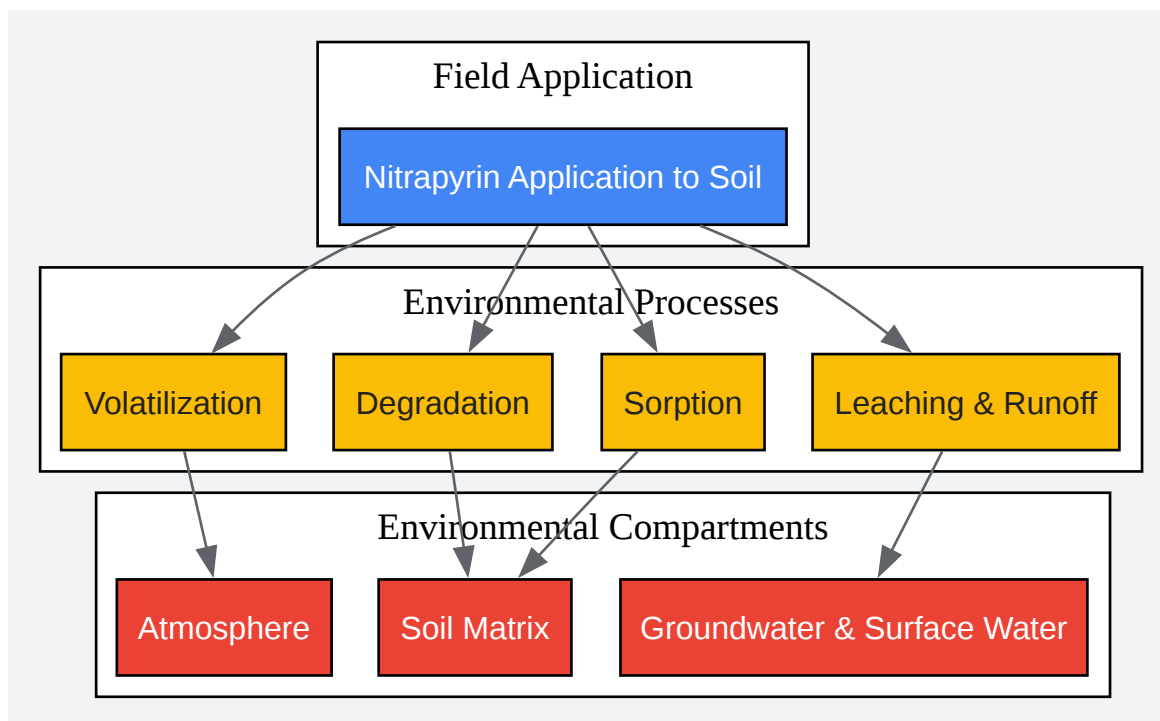 Field Application
Nitrapyrin Application to Soil
Environmental Processes
Volatilization
Degradation
Sorption
Leaching & Runoff
Environmental Compartments
Atmosphere
Soil Matrix
Groundwater & Surface Water